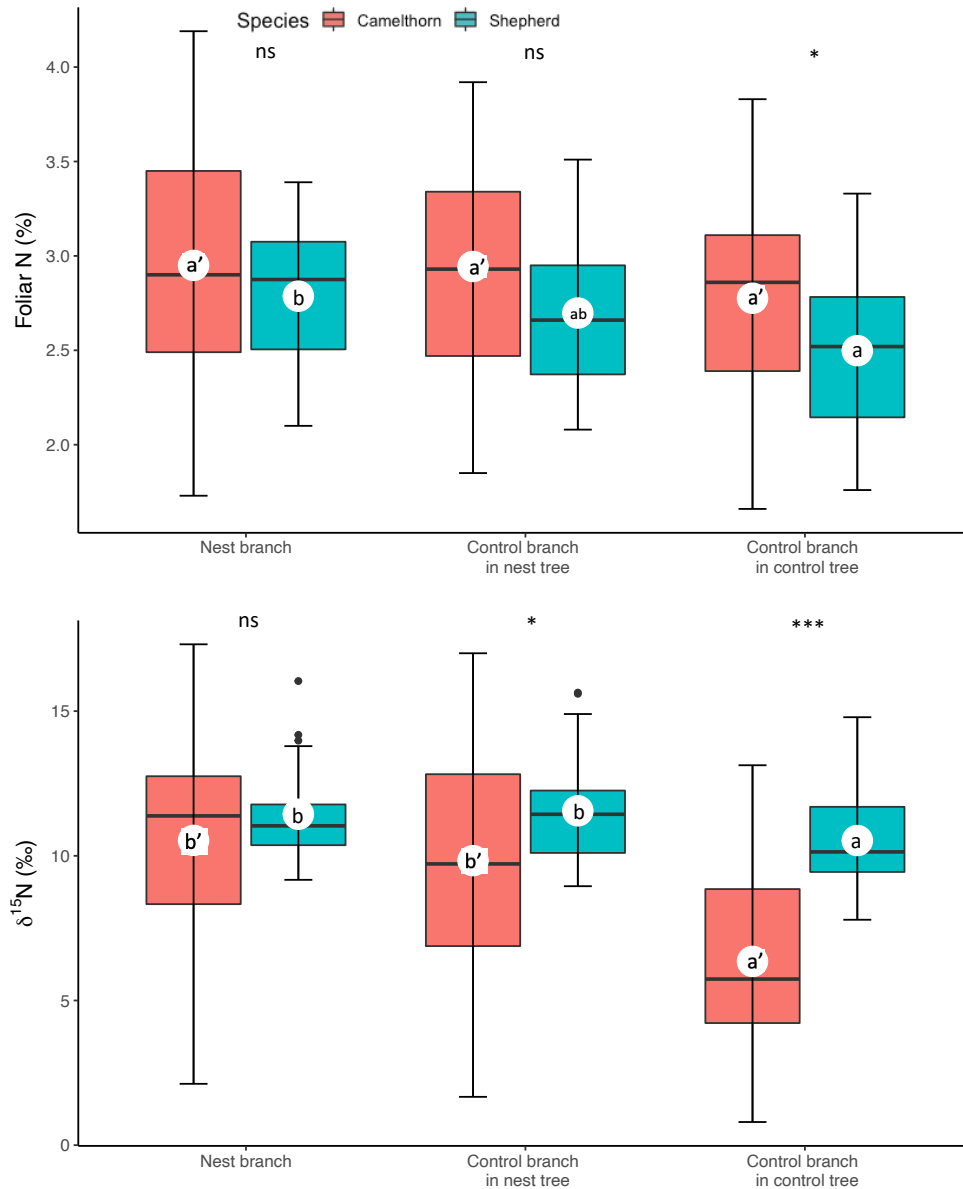 Species Camelthorn Shepherd
ns ns *
4.0
3.5
3.0
2.5
2.0
Foliar N (%)
a’ b a’ ab a’ a
Nest branch Control branch in nest tree Control branch in control tree
ns * ***
15
10
5
0
δ15N (‰)
b’ b b’ b a’ a
Nest branch Control branch in nest tree Control branch in control tree